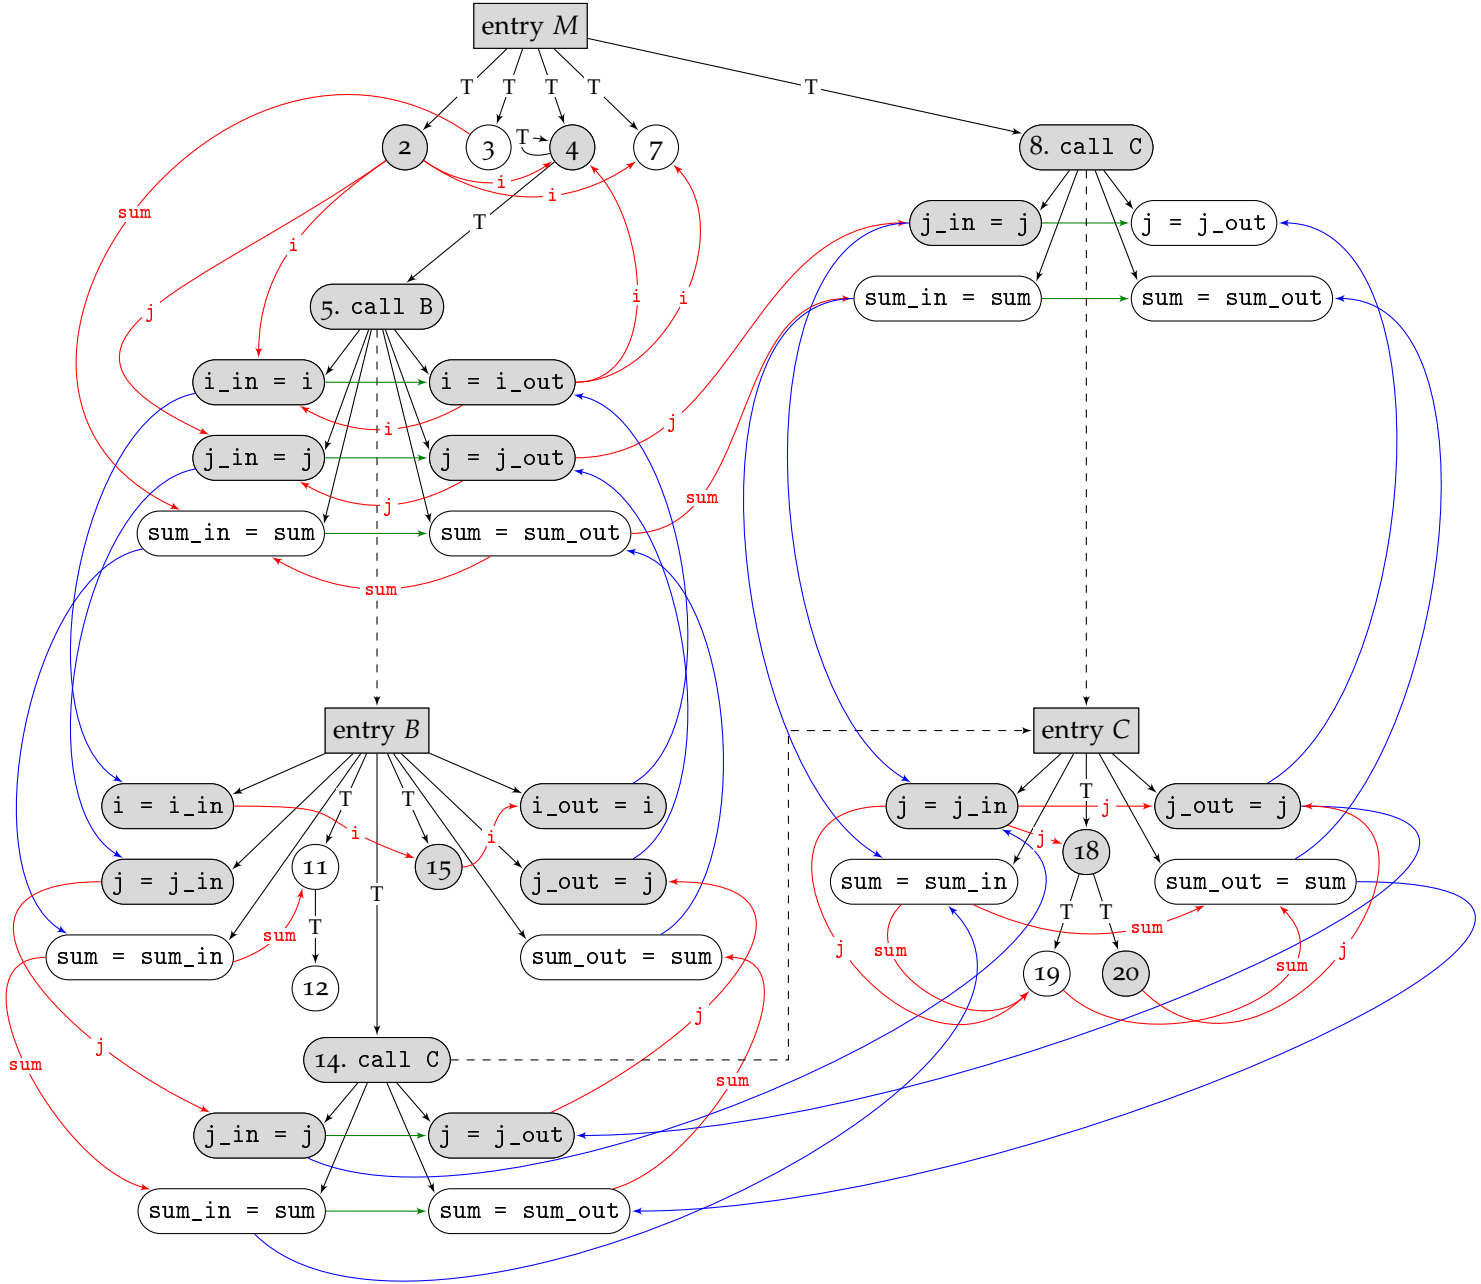 entry M
T T T T T
2 3 T 4 7 8. call C
i
i
sum j_in = j j = j_out
T
i
sum_in = sum sum = sum_out
i i
j 5. call B
i_in = i i = i_out
j
i
j_in = j j = j_out
sum
j
sum_in = sum sum = sum_out
sum
entry B entry C
T
i = i_in T T i_out = i j = j_in j j_out = j
i i j
11 15 18
j = j_in j_out = j sum = sum_in sum_out = sum
T T T
T sum
sum sum j
j
sum = sum_in sum_out = sum sum
12 19 20
j
j
14. call C
sum
sum
j_in = j j = j_out
sum_in = sum sum = sum_out